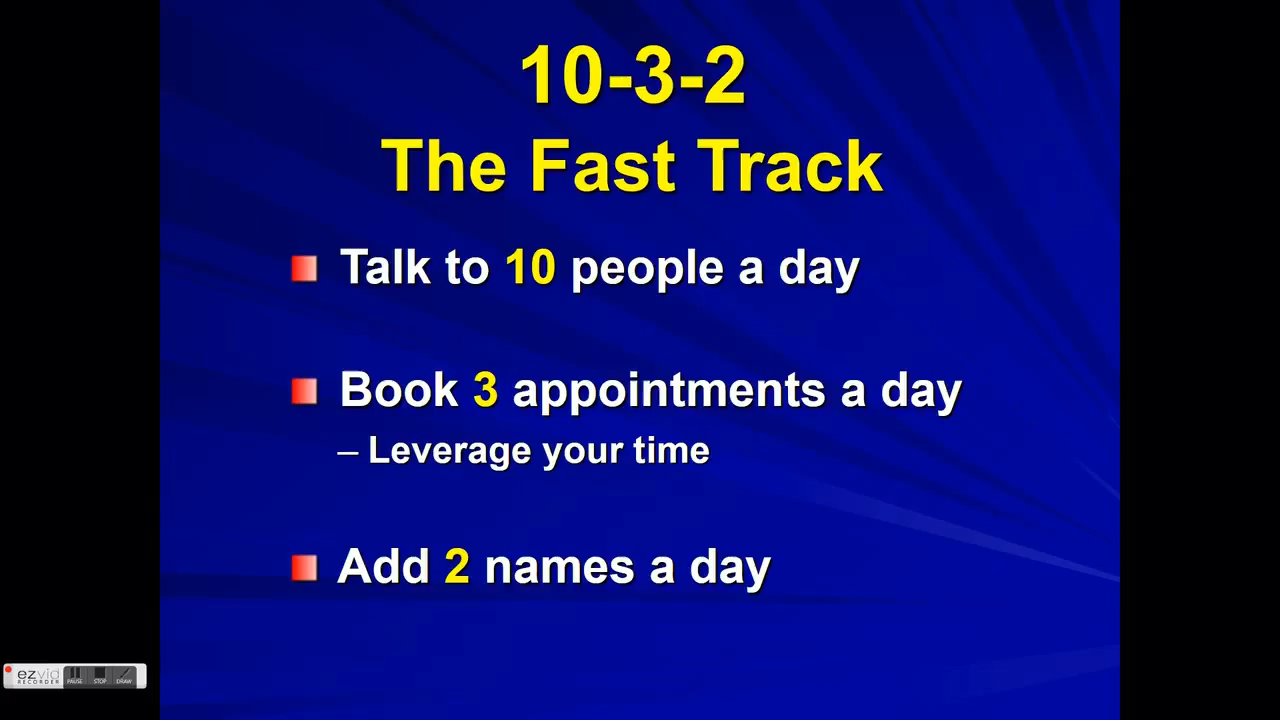 10-3-2
The Fast Track
Talk to 10 people a day
Book 3 appointments a day
– Leverage your time
Add 2 names a day
ezvid
RECORDER
PAUSE STOP DRAW